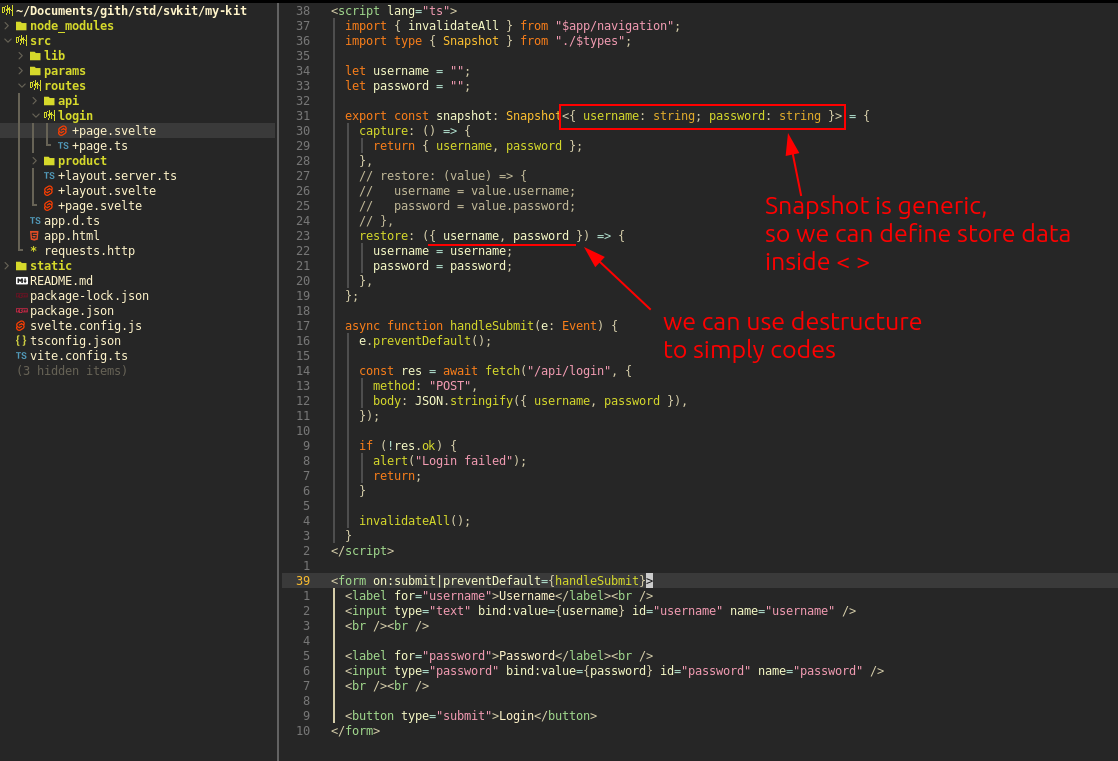 ~/Documents/gith/std/svkit/my-kit
node_modules
src
lib
params
routes
api
login
+page.svelte
TS +page.ts
product
TS +layout.server.ts
+layout.svelte
+page.svelte
TS app.d.ts
app.html
* requests.http
static
README.md
package-lock.json
package.json
svelte.config.js
{} tsconfig.json
TS vite.config.ts
(3 hidden items)
38 <script lang="ts">
37 import { invalidateAll } from "$app/navigation";
36 import type { Snapshot } from "./$types";
35
34 let username = "";
33 let password = "";
32
31 export const snapshot: Snapshot<{ username: string; password: string }> = {
30 capture: () => {
29 return { username, password };
28 },
27 // restore: (value) => {
26 // username = value.username;
25 // password = value.password;
24 // },
23 restore: ({ username, password }) => {
22 username = username;
21 password = password;
20 },
19 };
18
17 async function handleSubmit(e: Event) {
16 e.preventDefault();
15
14 const res = await fetch("/api/login", {
13 method: "POST",
12 body: JSON.stringify({ username, password }),
11 });
10
9 if (!res.ok) {
8 alert("Login failed");
7 return;
6 }
5
4 invalidateAll();
3 }
2 </script>
1
39 <form on:submit|preventDefault={handleSubmit}>
1 <label for="username">Username</label><br />
2 <input type="text" bind:value={username} id="username" name="username" />
3 <br /><br />
4
5 <label for="password">Password</label><br />
6 <input type="password" bind:value={password} id="password" name="password" />
7 <br /><br />
8
9 <button type="submit">Login</button>
10 </form>
Snapshot is generic,
so we can define store data
inside < >
we can use destructure
to simply codes